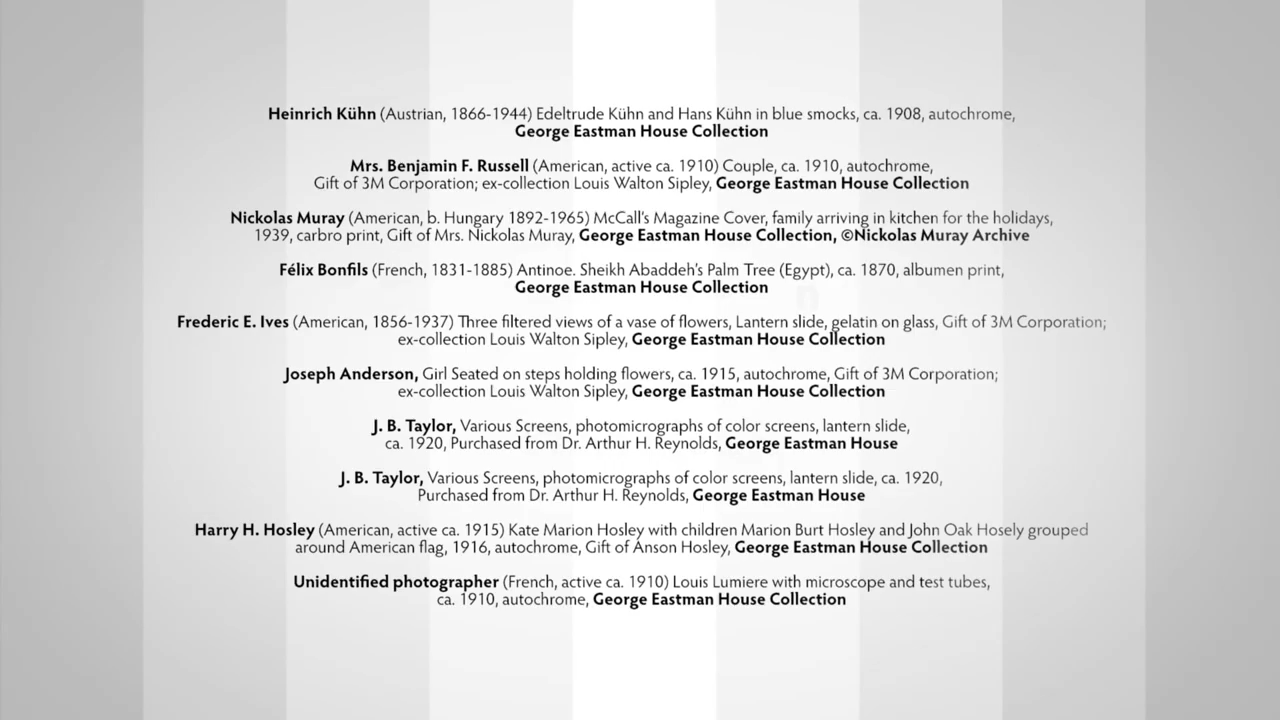 Heinrich Kühn (Austrian, 1866-1944) Edeltrude Kühn and Hans Kühn in blue smocks, ca. 1908, autochrome,
George Eastman House Collection
Mrs. Benjamin F. Russell (American, active ca. 1910) Couple, ca. 1910, autochrome,
Gift of 3M Corporation; ex-collection Louis Walton Sipley, George Eastman House Collection
Nickolas Muray (American, b. Hungary 1892-1965) McCall's Magazine Cover, family arriving in kitchen for the holidays,
1939, carbro print, Gift of Mrs. Nickolas Muray, George Eastman House Collection, ©Nickolas Muray Archive
Félix Bonfils (French, 1831-1885) Antinoe. Sheikh Abaddeh's Palm Tree (Egypt), ca. 1870, albumen print,
George Eastman House Collection
Frederic E. Ives (American, 1856-1937) Three filtered views of a vase of flowers, Lantern slide, gelatin on glass, Gift of 3M Corporation;
ex-collection Louis Walton Sipley, George Eastman House Collection
Joseph Anderson, Girl Seated on steps holding flowers, ca. 1915, autochrome, Gift of 3M Corporation;
ex-collection Louis Walton Sipley, George Eastman House Collection
J. B. Taylor, Various Screens, photomicrographs of color screens, lantern slide,
ca. 1920, Purchased from Dr. Arthur H. Reynolds, George Eastman House
J. B. Taylor, Various Screens, photomicrographs of color screens, lantern slide, ca. 1920,
Purchased from Dr. Arthur H. Reynolds, George Eastman House
Harry H. Hosley (American, active ca. 1915) Kate Marion Hosley with children Marion Burt Hosley and John Oak Hosely grouped
around American flag, 1916, autochrome, Gift of Anson Hosley, George Eastman House Collection
Unidentified photographer (French, active ca. 1910) Louis Lumiere with microscope and test tubes,
ca. 1910, autochrome, George Eastman House Collection